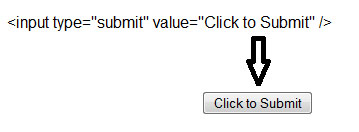 <input type="submit" value="Click to Submit" />
Click to Submit